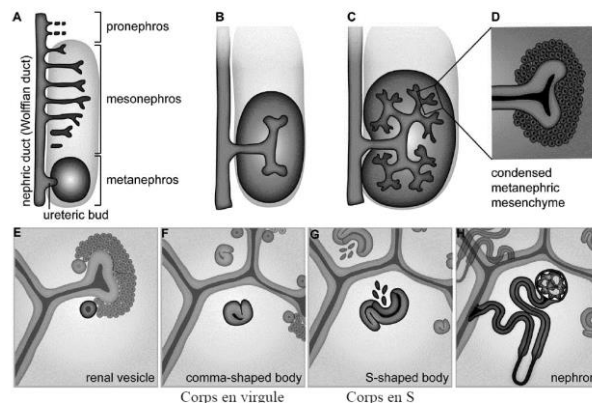 A
B
C
D
pronephros
mesonephros
metanephros
nephric duct (Wolffian duct)
ureteric bud
condensed
metanephric
mesenchyme
E
F
G
H
renal vesicle
comma-shaped body
S-shaped body
nephron
Corps en virgule
Corps en S